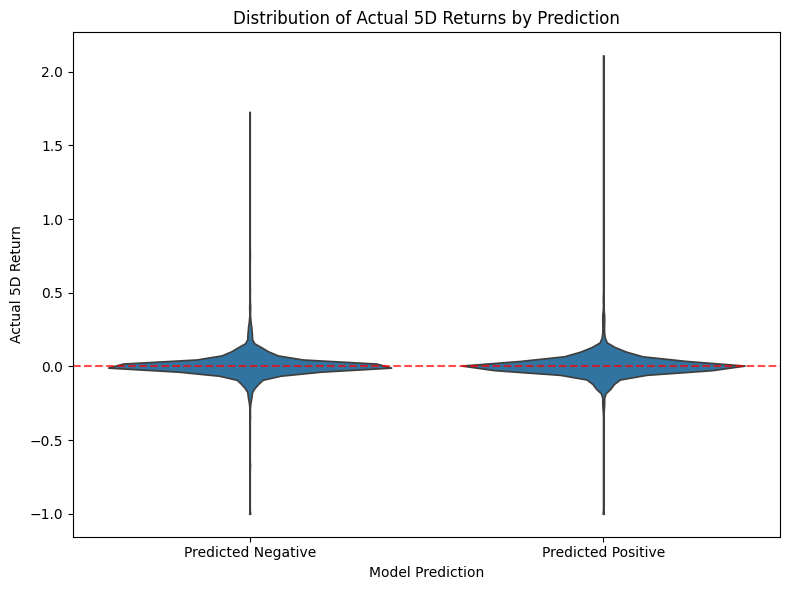 Distribution of Actual 5D Returns by Prediction
2.0
1.5
1.0
0.5
0.0
−0.5
−1.0
Actual 5D Return
Predicted Negative
Predicted Positive
Model Prediction